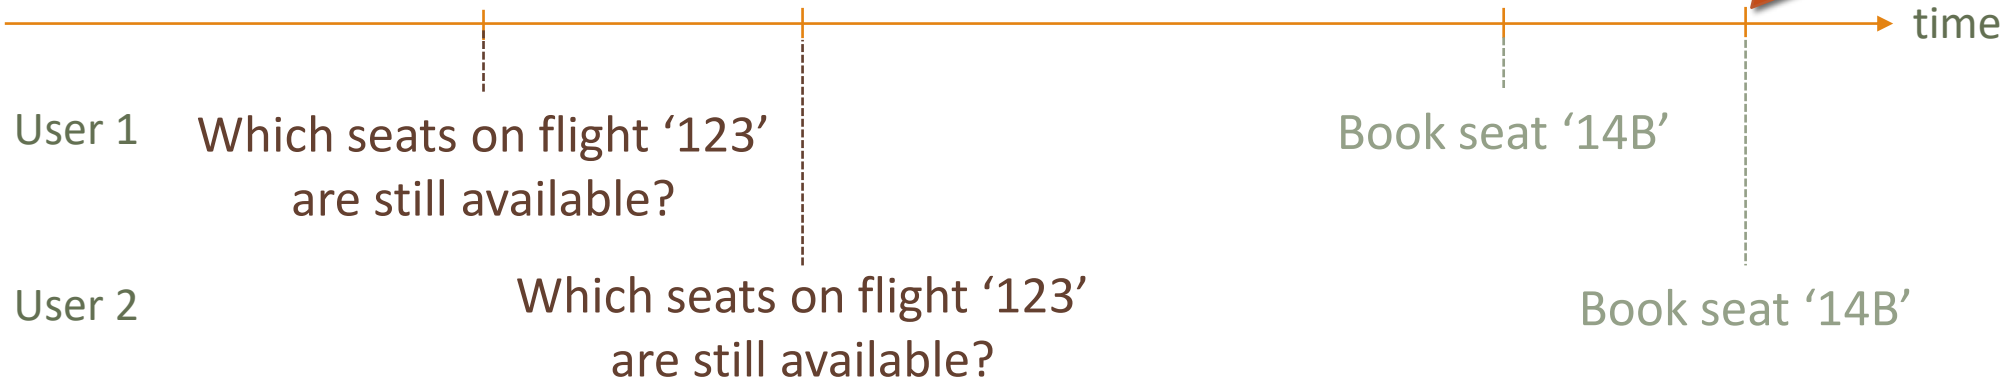 time
User 1
Which seats on flight ‘123’
are still available?
Book seat ‘14B’
User 2
Which seats on flight ‘123’
are still available?
Book seat ‘14B’